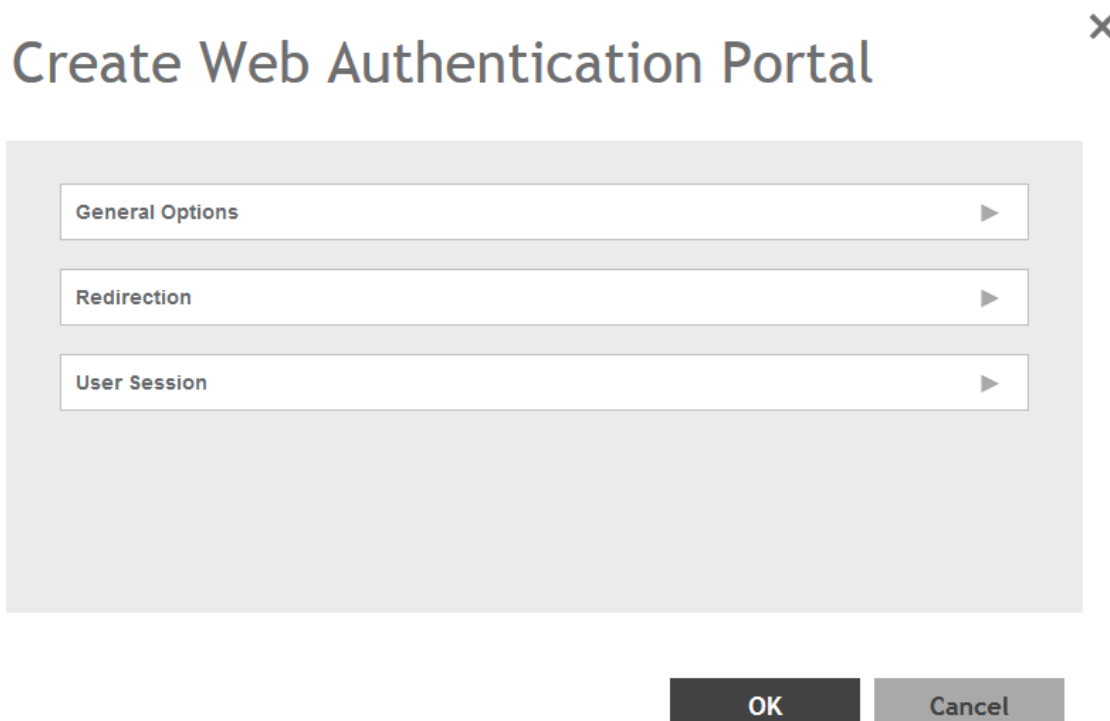 Create Web Authentication Portal
General Options
Redirection
User Session
OK
Cancel